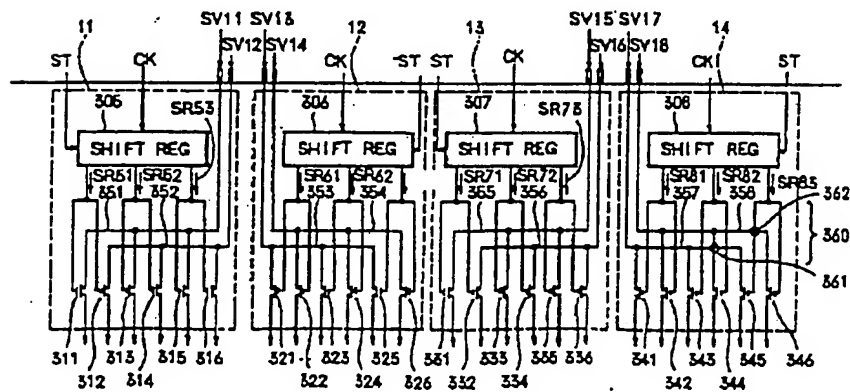 SV11 SV13 SV15 SV17
11 SV12 SV14 12 13 SV16 SV18 14
ST CK CK ST ST CK CK ST
305 SR53 306 307 SR73 308
SHIFT REG SHIFT REG SHIFT REG SHIFT REG
SR51 SR52 SR61 SR62 SR71 SR72 SR81 SR82 SR83
351 352 353 354 355 356 357 358 362
360
361
311 313 315 316 321 323 325 331 333 335 336 341 343 345 346
312 314 322 324 326 332 334 342 344